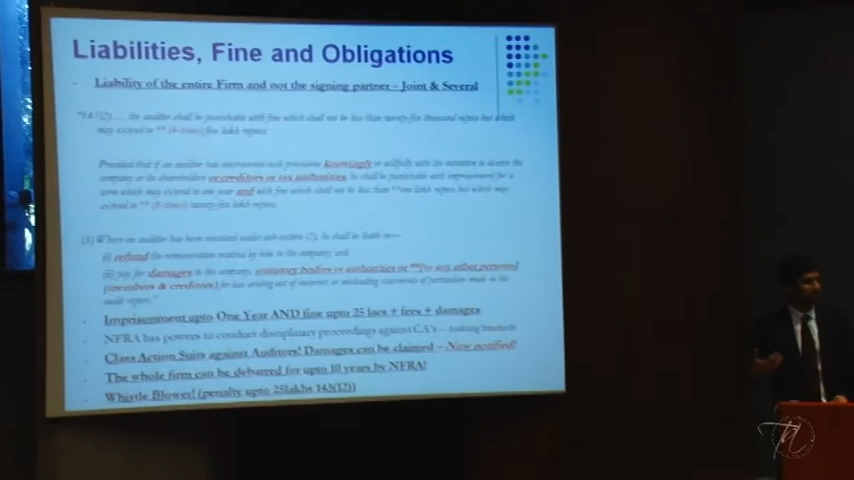 Liabilities, Fine and Obligations
- Liability of the entire Firm and not the signing partner – Joint & Several
"147(2)…. the auditor shall be punishable with fine which shall not be less than twenty-five thousand rupees but which
may extend to ** (4-times) five lakh rupees
Provided that if an auditor has contravened such provisions knowingly or willfully with the intention to deceive the
company or its shareholders or creditors or tax authorities, he shall be punishable with imprisonment for a
term which may extend to one year and with fine which shall not be less than ** lakh rupees but which may
extend to ** (8-times) twenty-five lakh rupees.
(3) Where an auditor has been convicted under sub-section (2), he shall be liable to—
(i) refund the remuneration received by him to the company; and
(ii) pay for damages to the company, statutory bodies or authorities or **[to any other persons]
(members & creditors) for loss arising out of incorrect or misleading statements of particulars made in the
audit report."
- Imprisonment upto One Year AND fine upto 25 lacs + fees + damages
- NFRA has powers to conduct disciplinary proceedings against CA's – Auditing Standards
- Class Action Suits against Auditors! Damages can be claimed – Now notified!
- The whole firm can be debarred for upto 10 years by NFRA!
- Whistle Blower! (penalty upto 25lakhs 143(12))